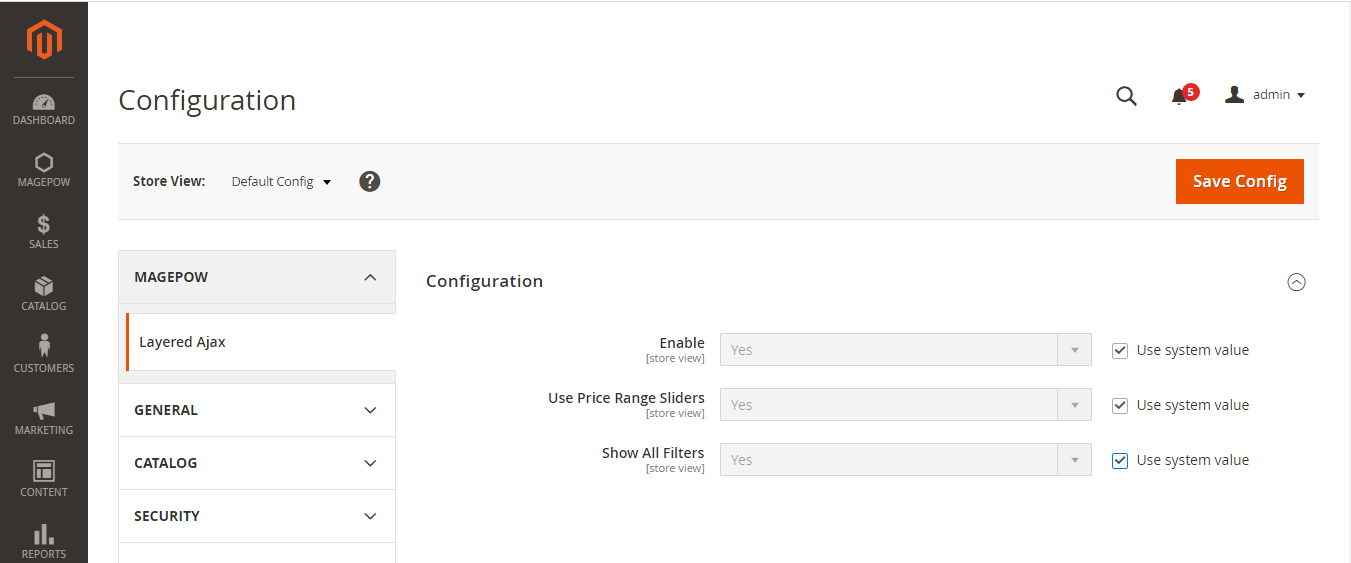 DASHBOARD
MAGEPOW
SALES
CATALOG
CUSTOMERS
MARKETING
CONTENT
REPORTS
Configuration
5
admin
Store View: Default Config ?
Save Config
MAGEPOW
Layered Ajax
GENERAL
CATALOG
SECURITY
Configuration
Enable Yes Use system value
[store view]
Use Price Range Sliders Yes Use system value
[store view]
Show All Filters Yes Use system value
[store view]